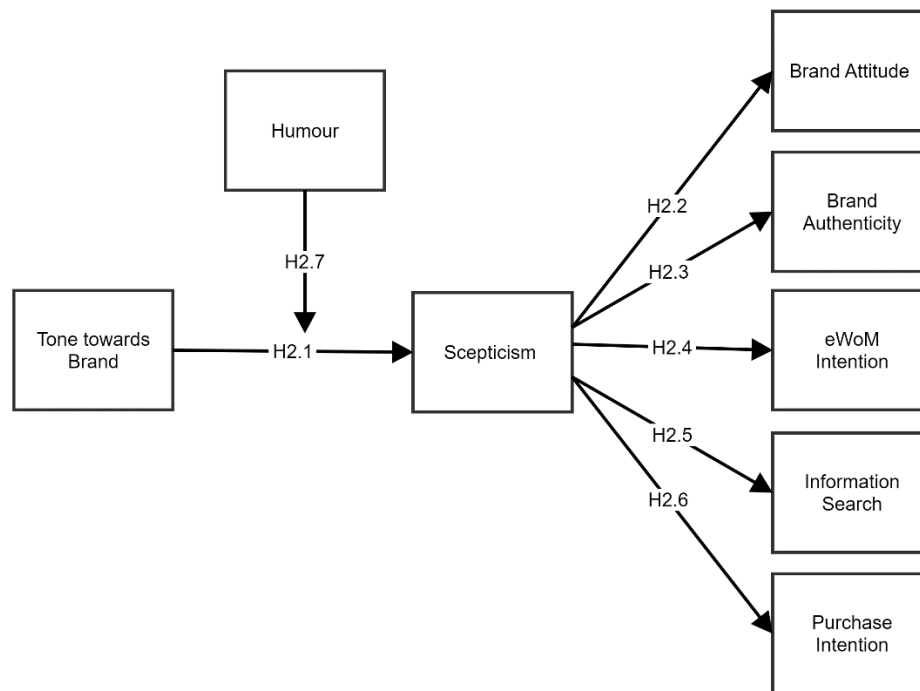 Brand Attitude
Humour
H2.2
Brand
Authenticity
H2.7
H2.3
Tone towards
Brand
H2.1
Scepticism
H2.4
eWoM
Intention
H2.5
Information
Search
H2.6
Purchase
Intention